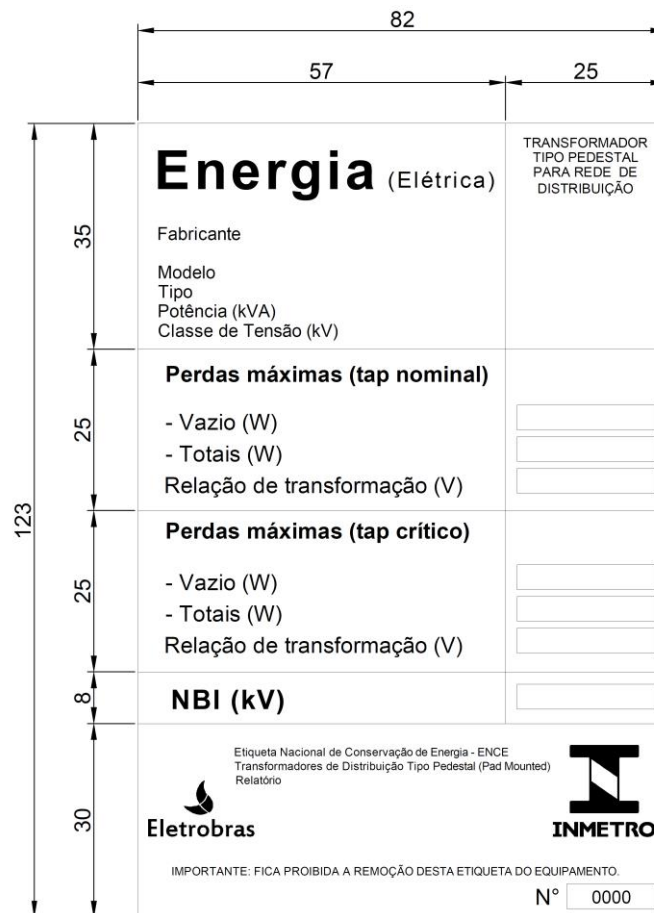 82
57 25
Energia (Elétrica)
TRANSFORMADOR
TIPO PEDESTAL
PARA REDE DE
DISTRIBUIÇÃO
35
Fabricante
Modelo
Tipo
Potência (kVA)
Classe de Tensão (kV)
123
25
Perdas máximas (tap nominal)
- Vazio (W)
- Totais (W)
Relação de transformação (V)
25
Perdas máximas (tap crítico)
- Vazio (W)
- Totais (W)
Relação de transformação (V)
8
NBI (kV)
30
Etiqueta Nacional de Conservação de Energia - ENCE
Transformadores de Distribuição Tipo Pedestal (Pad Mounted)
Relatório
Eletrobras
INMETRO
IMPORTANTE: FICA PROIBIDA A REMOÇÃO DESTA ETIQUETA DO EQUIPAMENTO.
N° 0000